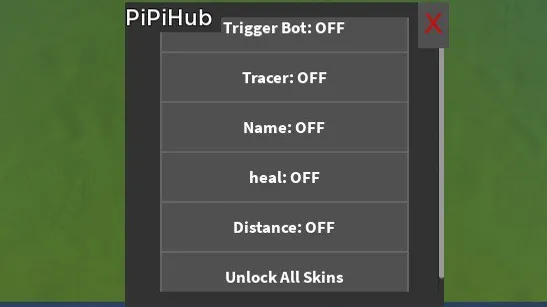 PiPiHub
X
Trigger Bot: OFF
Tracer: OFF
Name: OFF
heal: OFF
Distance: OFF
Unlock All Skins